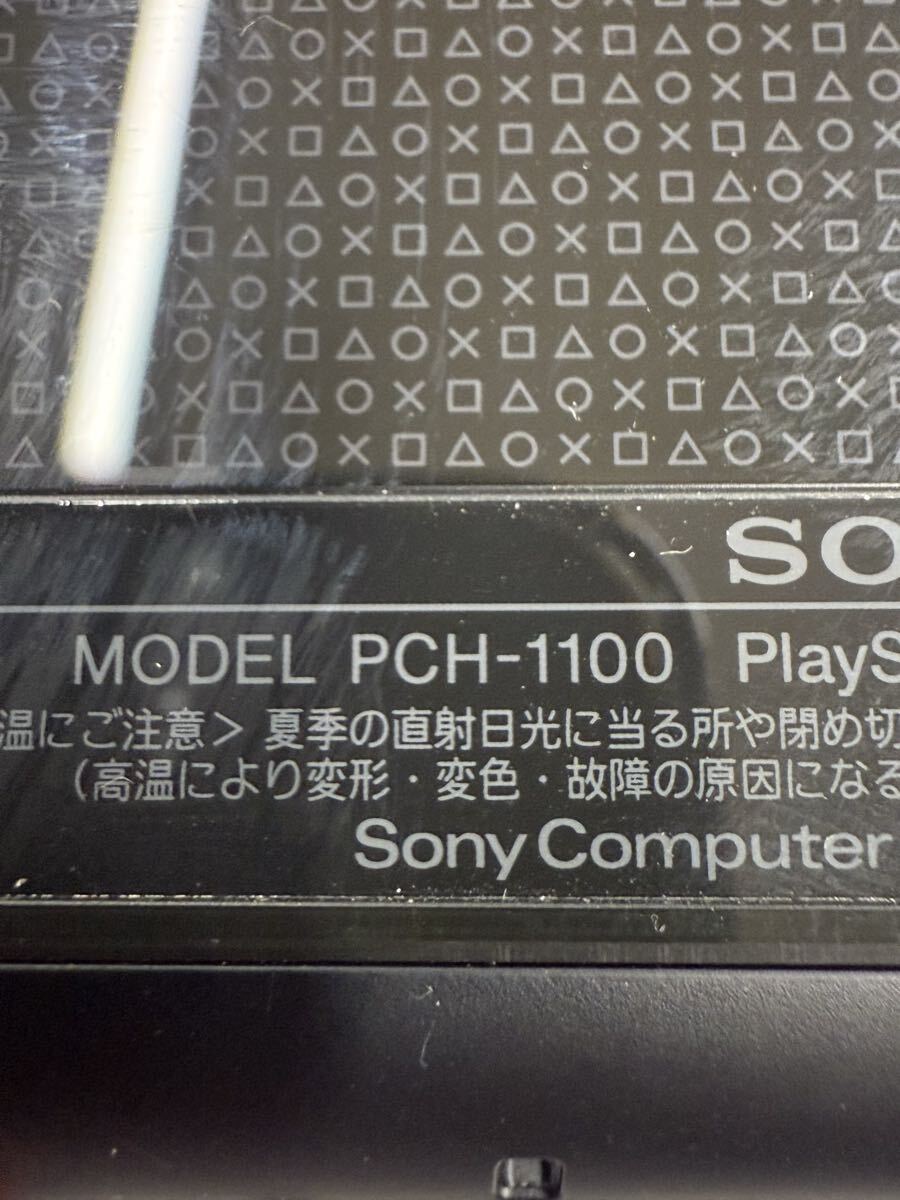 SO
MODEL PCH-1100 PlayS
温にご注意> 夏季の直射日光に当る所や閉め切
(高温により変形・変色・故障の原因になる
Sony Computer